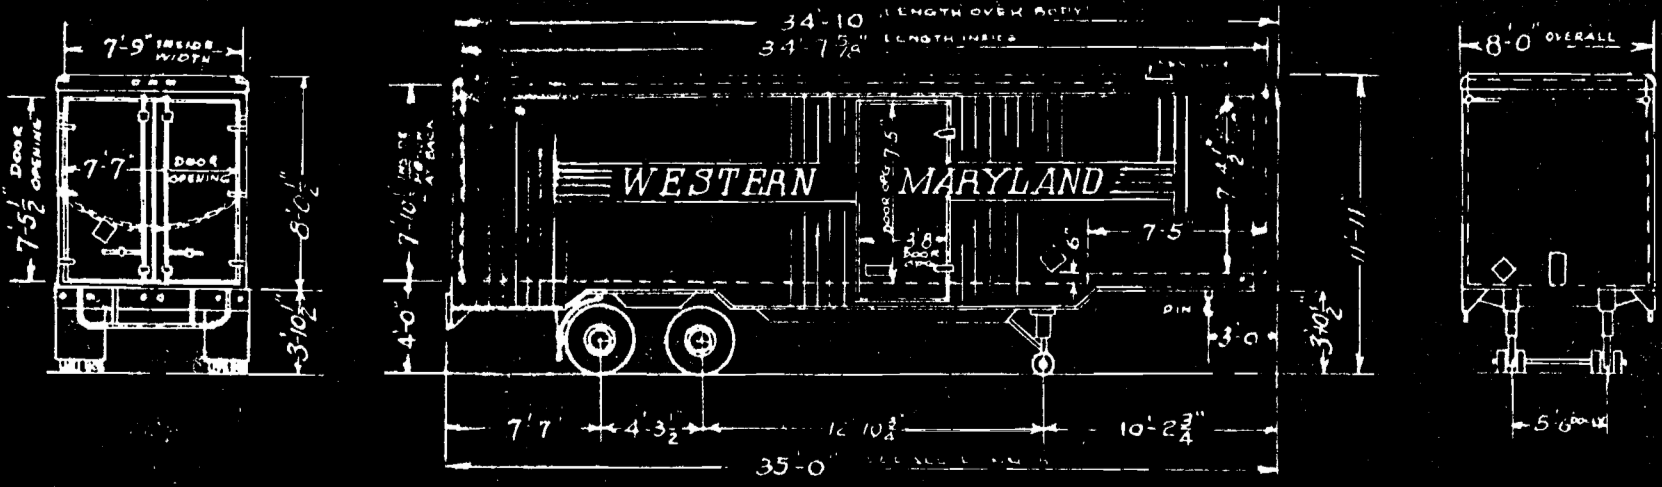 7'-9" INSIDE
WIDTH
7'-5½" DOOR
OPENING
7'-7" DOOR
OPENING
8'-0½"
3'-10½"
34'-10" LENGTH OVER BODY
34'-7⅝" LENGTH INSIDE
7'-10½" INSIDE
AT BACK
4'-0"
WESTERN MARYLAND
DOOR OPG 7'-5"
3'8"
DOOR
OPG
6"
7'-5"
7'-4½"
PIN
3'-0"
3'-10½"
11'-11"
7'7"
4'-3½"
12'-10¾"
10'-2¾"
35'-0"
8'-0" OVERALL
5'-6"